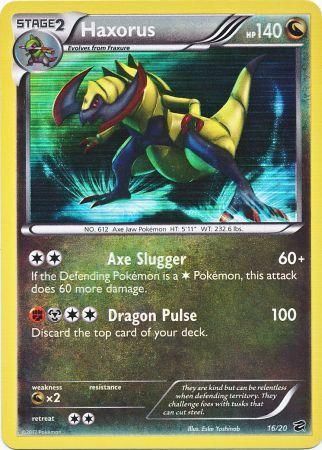 STAGE2
Haxorus
HP140
Evolves from Fraxure
NO. 612 Axe Jaw Pokémon HT: 5'11" WT: 232.6 lbs.
Axe Slugger 60+
If the Defending Pokémon is a Pokémon, this attack
does 60 more damage.
Dragon Pulse 100
Discard the top card of your deck.
weakness resistance
×2
retreat
They are kind but can be relentless
when defending territory. They
challenge foes with tusks that
can cut steel.
Illus. Eske Yoshinob
16/20
©2012 Pokémon